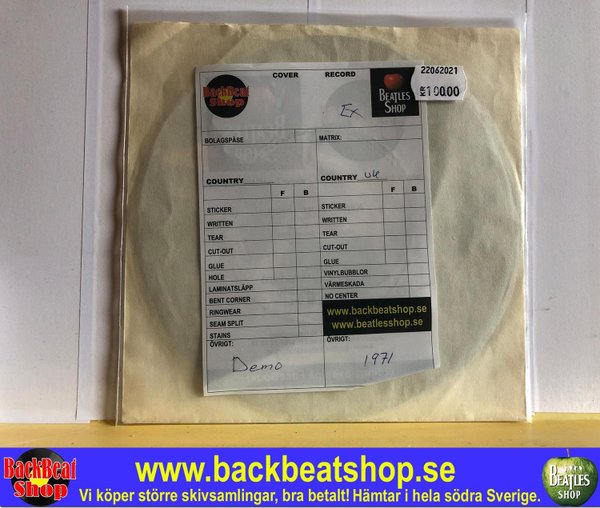 22062021
KR 100.00
COVER RECORD
BackBeat Shop
BEATLES SHOP
Ex
BOLAGSPÅSE MATRIX:
COUNTRY COUNTRY UK
F B F B
STICKER STICKER
WRITTEN WRITTEN
TEAR TEAR
CUT-OUT CUT-OUT
GLUE GLUE
HOLE VINYLBUBBLOR
LAMINATSLÄPP VÄRMESKADA
BENT CORNER NO CENTER
RINGWEAR www.backbeatshop.se
SEAM SPLIT www.beatlesshop.se
STAINS
ÖVRIGT: ÖVRIGT:
Demo 1971
BackBeat Shop
www.backbeatshop.se
Vi köper större skivsamlingar, bra betalt! Hämtar i hela södra Sverige.
BEATLES SHOP